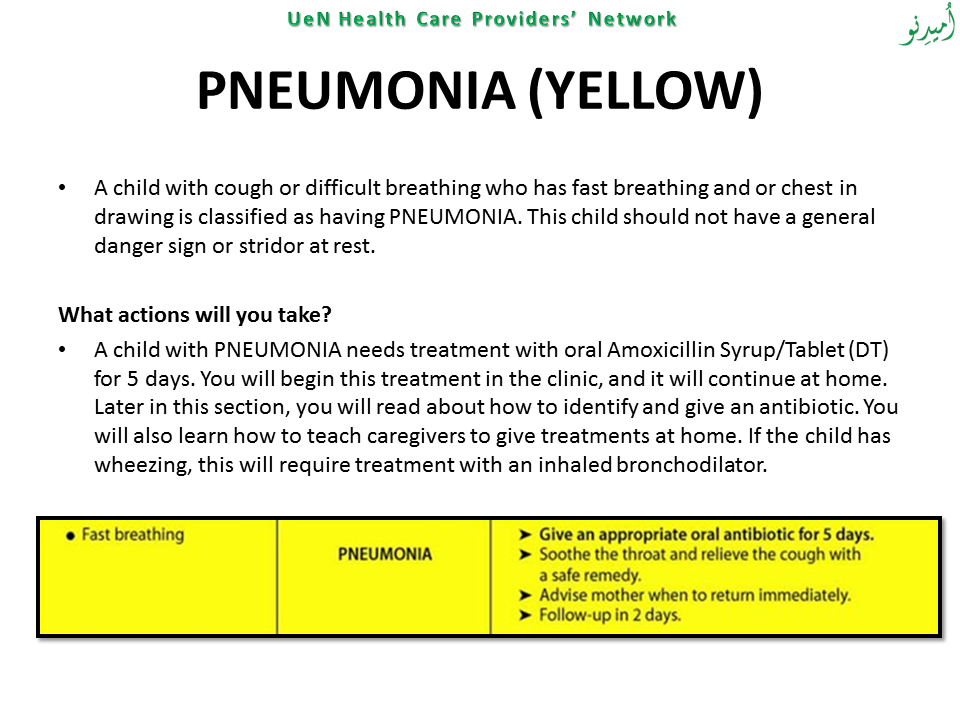 UeN Health Care Providers’ Network
اُمیدِنو
PNEUMONIA (YELLOW)
• A child with cough or difficult breathing who has fast breathing and or chest in
drawing is classified as having PNEUMONIA. This child should not have a general
danger sign or stridor at rest.
What actions will you take?
• A child with PNEUMONIA needs treatment with oral Amoxicillin Syrup/Tablet (DT)
for 5 days. You will begin this treatment in the clinic, and it will continue at home.
Later in this section, you will read about how to identify and give an antibiotic. You
will also learn how to teach caregivers to give treatments at home. If the child has
wheezing, this will require treatment with an inhaled bronchodilator.
• Fast breathing
PNEUMONIA
➤ Give an appropriate oral antibiotic for 5 days.
➤ Soothe the throat and relieve the cough with
a safe remedy.
➤ Advise mother when to return immediately.
➤ Follow-up in 2 days.